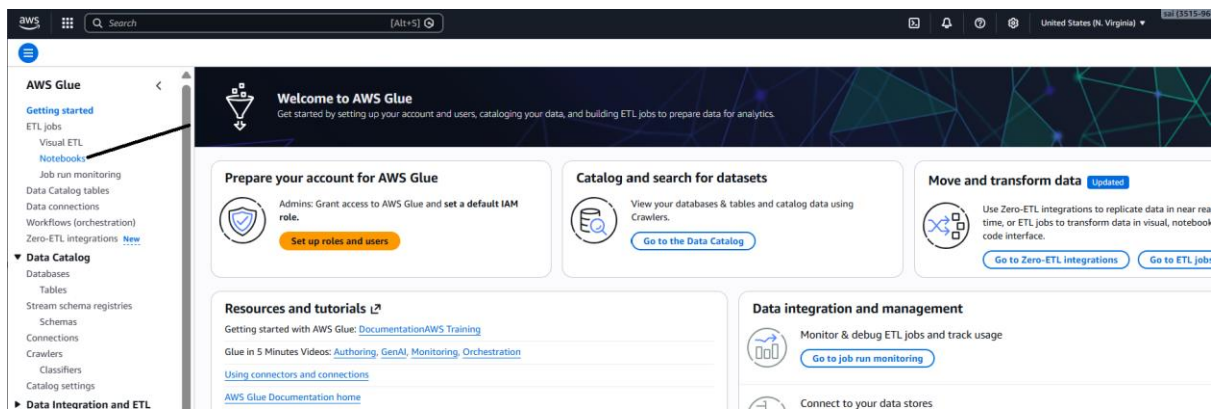 aws
Search
[Alt+S]
United States (N. Virginia)
sai (3515-96
AWS Glue
Getting started
ETL jobs
Visual ETL
Notebooks
Job run monitoring
Data Catalog tables
Data connections
Workflows (orchestration)
Zero-ETL integrations New
Data Catalog
Databases
Tables
Stream schema registries
Schemas
Connections
Crawlers
Classifiers
Catalog settings
Data Integration and ETL
Welcome to AWS Glue
Get started by setting up your account and users, cataloging your data, and building ETL jobs to prepare data for analytics.
Prepare your account for AWS Glue
Admins: Grant access to AWS Glue and set a default IAM
role.
Set up roles and users
Catalog and search for datasets
View your databases & tables and catalog data using
Crawlers.
Go to the Data Catalog
Move and transform data Updated
Use Zero-ETL integrations to replicate data in near rea
time, or ETL jobs to transform data in visual, notebook
code interface.
Go to Zero-ETL integrations
Go to ETL jobs
Resources and tutorials
Getting started with AWS Glue: DocumentationAWS Training
Glue in 5 Minutes Videos: Authoring, GenAI, Monitoring, Orchestration
Using connectors and connections
AWS Glue Documentation home
Data integration and management
Monitor & debug ETL jobs and track usage
Go to job run monitoring
Connect to your data stores